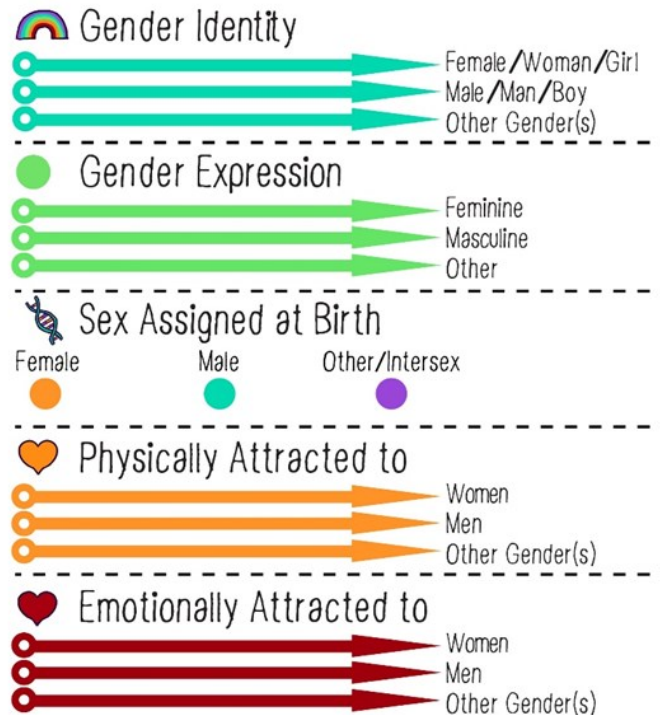 Gender Identity
Female/Woman/Girl
Male/Man/Boy
Other Gender(s)
Gender Expression
Feminine
Masculine
Other
Sex Assigned at Birth
Female Male Other/Intersex
Physically Attracted to
Women
Men
Other Gender(s)
Emotionally Attracted to
Women
Men
Other Gender(s)